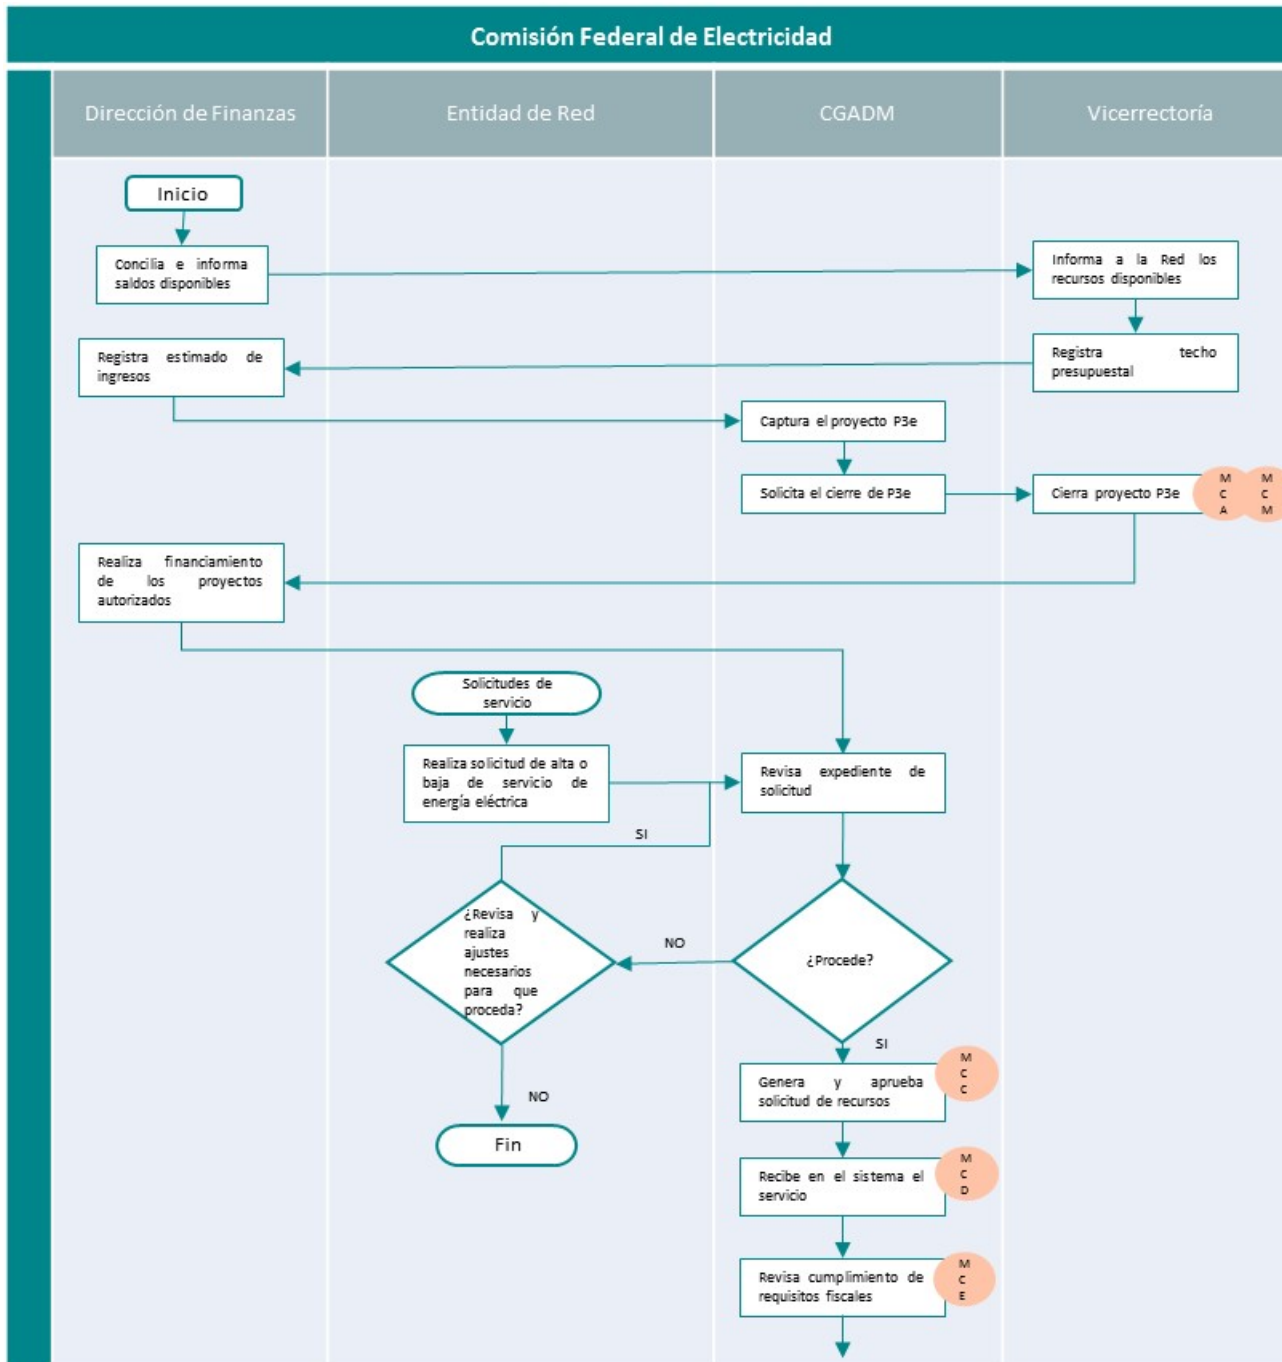 Comisión Federal de Electricidad
Dirección de Finanzas
Entidad de Red
CGADM
Vicerrectoría
Inicio
Concilia e informa
saldos disponibles
Informa a la Red los
recursos disponibles
Registra estimado de
ingresos
Registra techo
presupuestal
Captura el proyecto P3e
Solicita el cierre de P3e
Cierra proyecto P3e
M
C
A
M
C
M
Realiza financiamiento
de los proyectos
autorizados
Solicitudes de
servicio
Realiza solicitud de alta o
baja de servicio de
energía eléctrica
Revisa expediente de
solicitud
SI
¿Revisa y
realiza
ajustes
necesarios
para que
proceda?
NO
¿Procede?
SI
Genera y aprueba
solicitud de recursos
M
C
C
NO
Fin
Recibe en el sistema el
servicio
M
C
D
Revisa cumplimiento de
requisitos fiscales
M
C
E